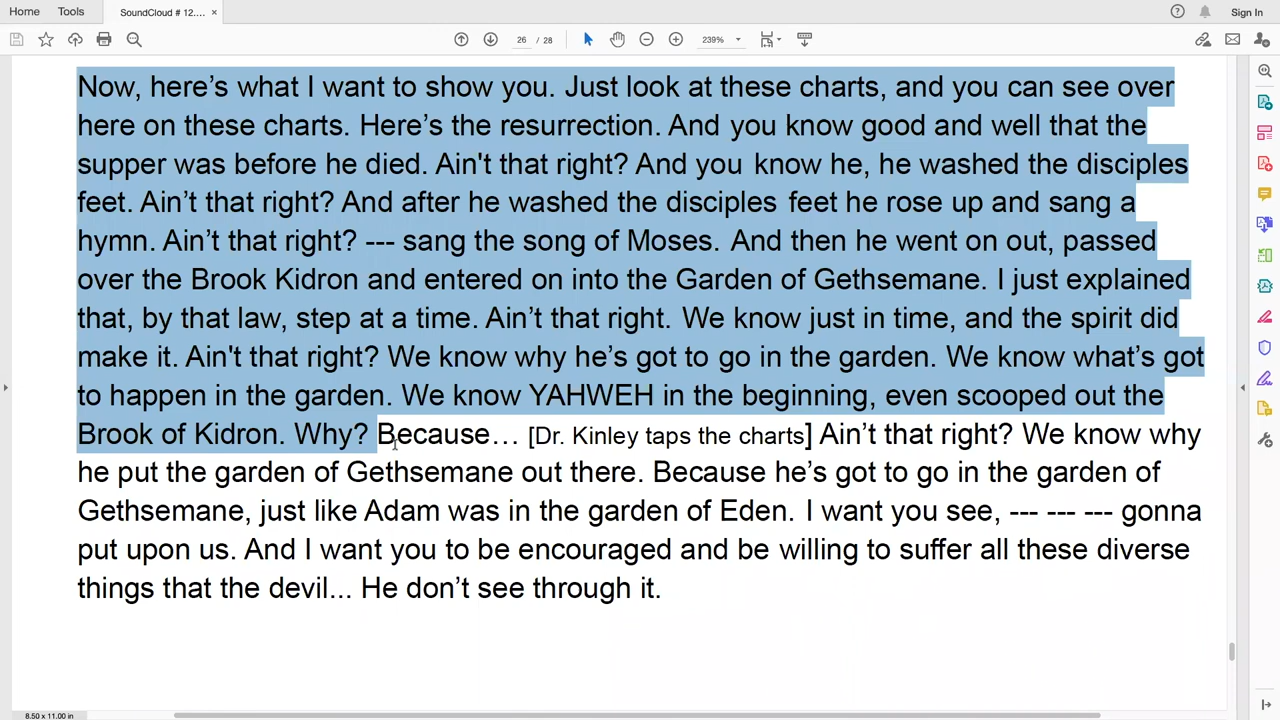 Home Tools SoundCloud # 12.... × Sign In
26 / 28 239%
Now, here’s what I want to show you. Just look at these charts, and you can see over
here on these charts. Here’s the resurrection. And you know good and well that the
supper was before he died. Ain't that right? And you know he, he washed the disciples
feet. Ain’t that right? And after he washed the disciples feet he rose up and sang a
hymn. Ain’t that right? --- sang the song of Moses. And then he went on out, passed
over the Brook Kidron and entered on into the Garden of Gethsemane. I just explained
that, by that law, step at a time. Ain’t that right. We know just in time, and the spirit did
make it. Ain't that right? We know why he’s got to go in the garden. We know what’s got
to happen in the garden. We know YAHWEH in the beginning, even scooped out the
Brook of Kidron. Why? Because… [Dr. Kinley taps the charts] Ain’t that right? We know why
he put the garden of Gethsemane out there. Because he’s got to go in the garden of
Gethsemane, just like Adam was in the garden of Eden. I want you see, --- --- --- gonna
put upon us. And I want you to be encouraged and be willing to suffer all these diverse
things that the devil... He don’t see through it.
8.50 x 11.00 in